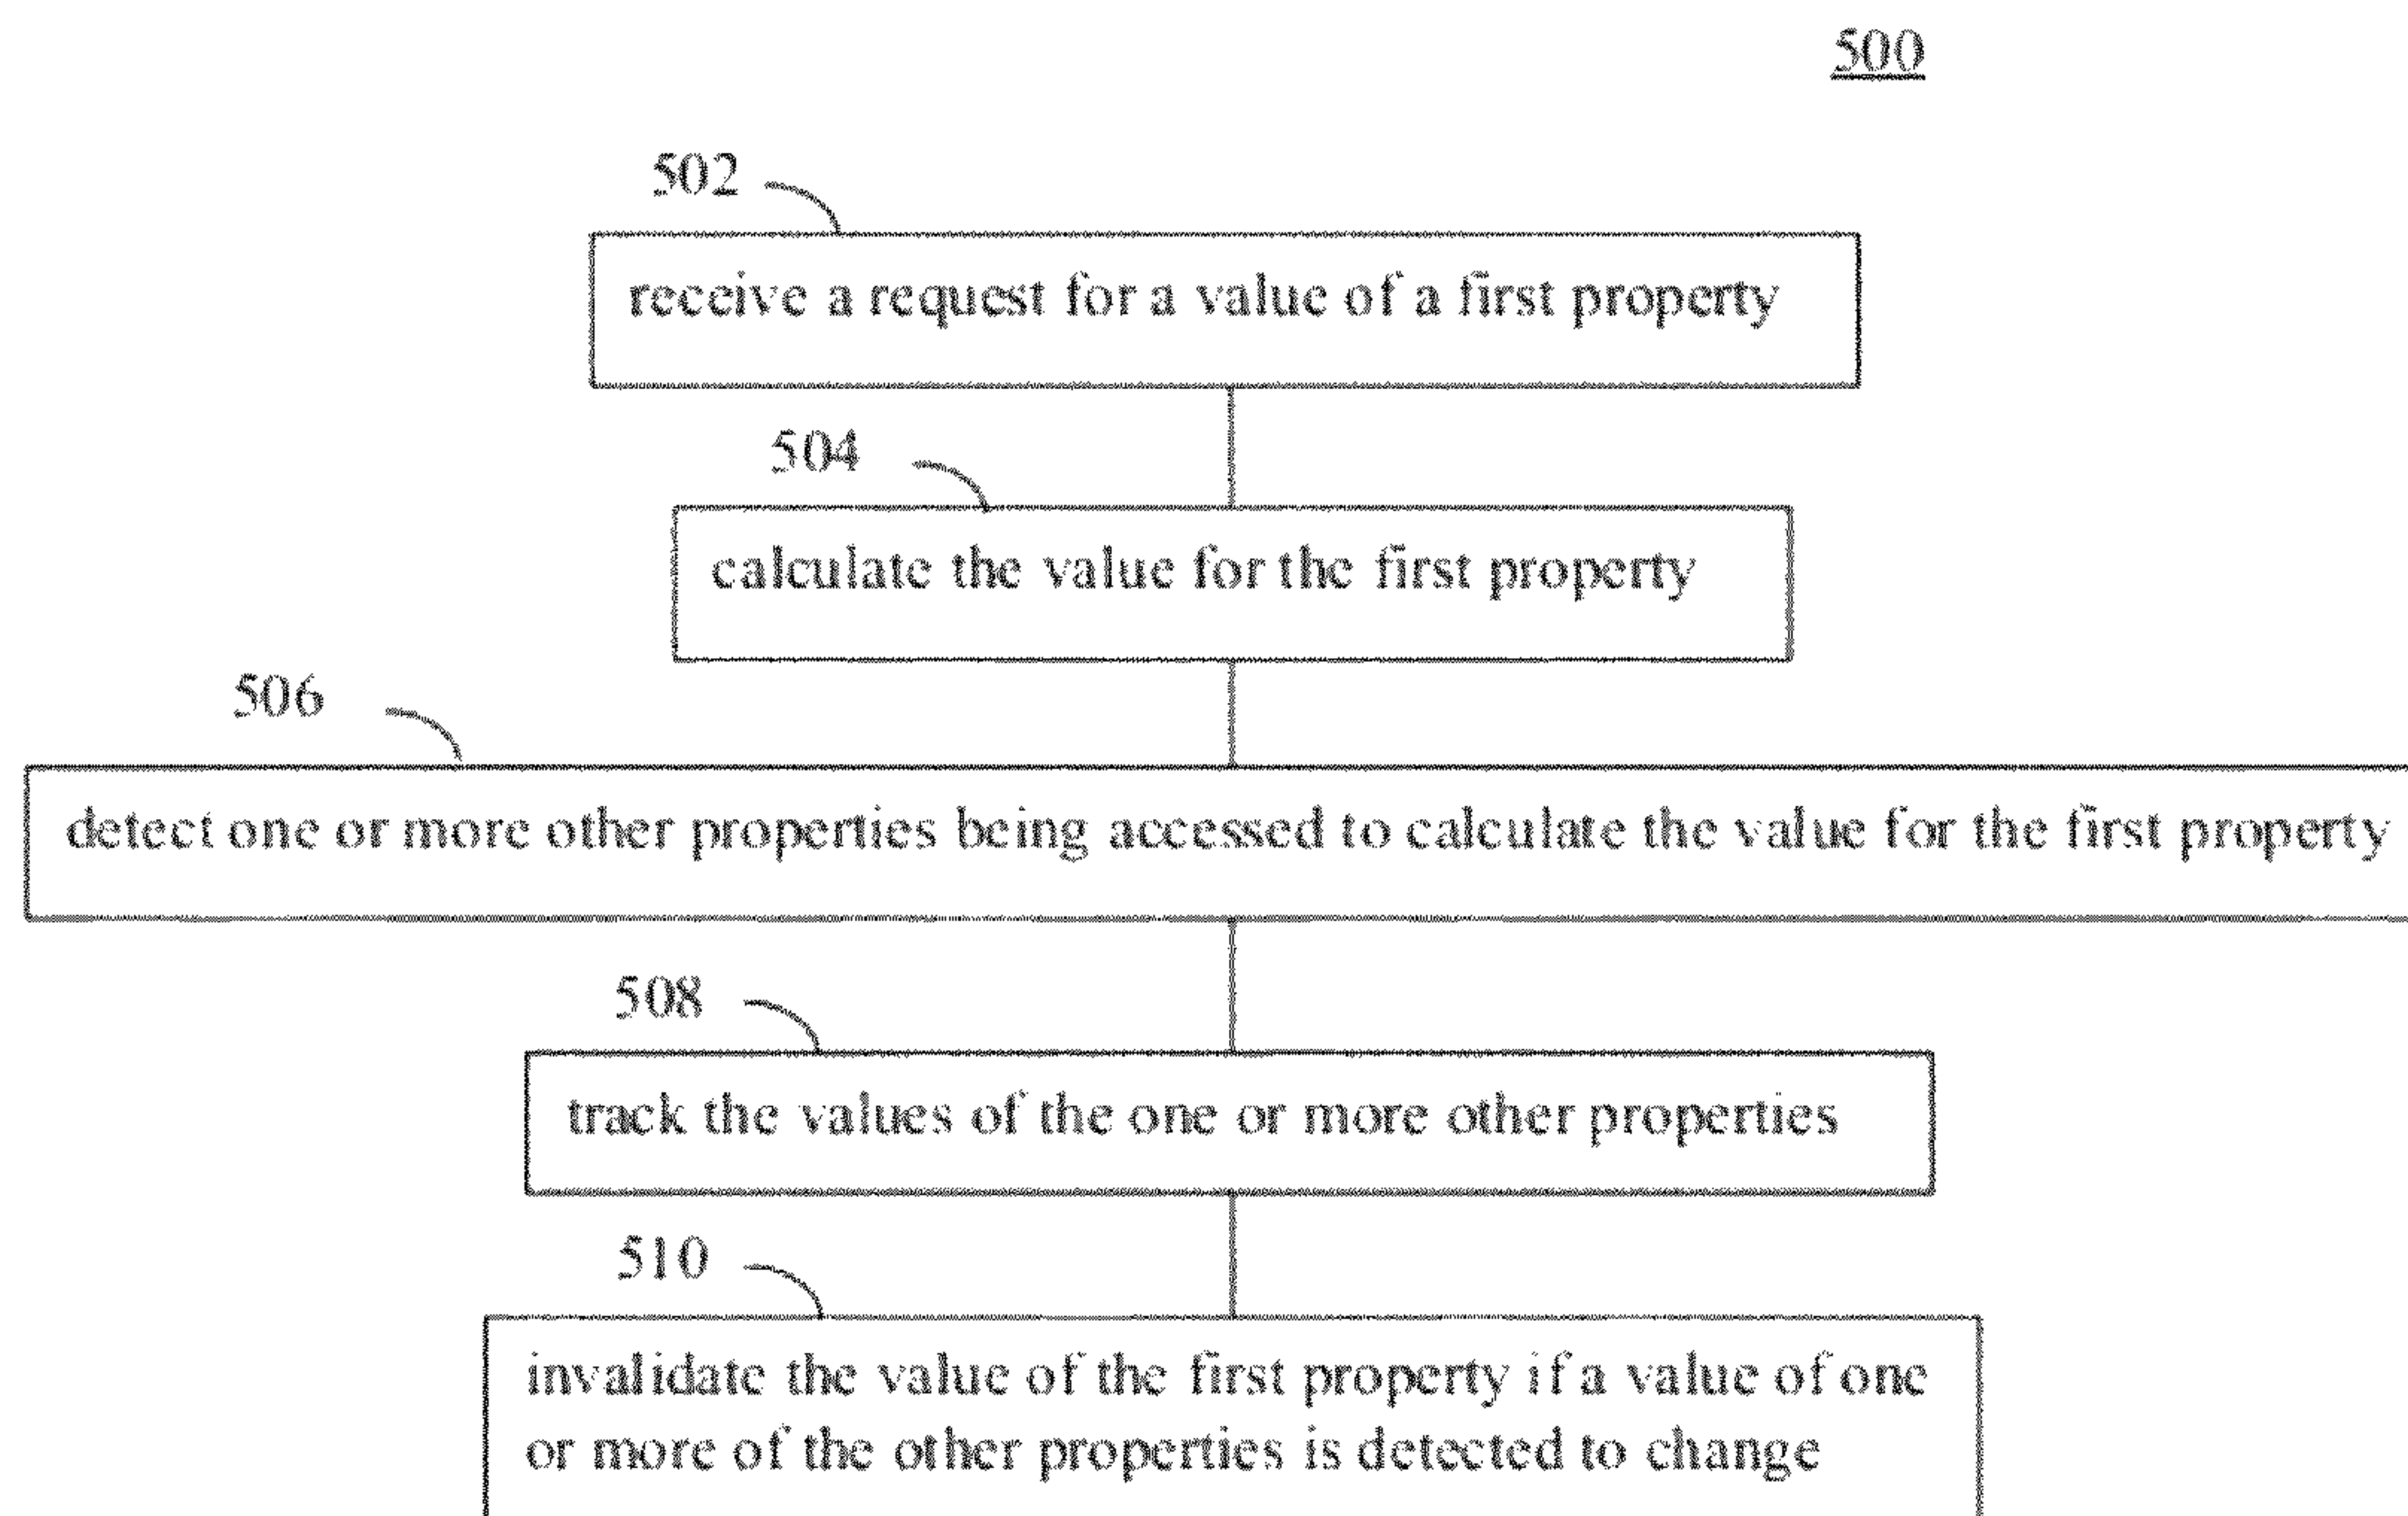 500
502
receive a request for a value of a first property
504
calculate the value for the first property
506
detect one or more other properties being accessed to calculate the value for the first property
508
track the values of the one or more other properties
510
invalidate the value of the first property if a value of one
or more of the other properties is detected to change